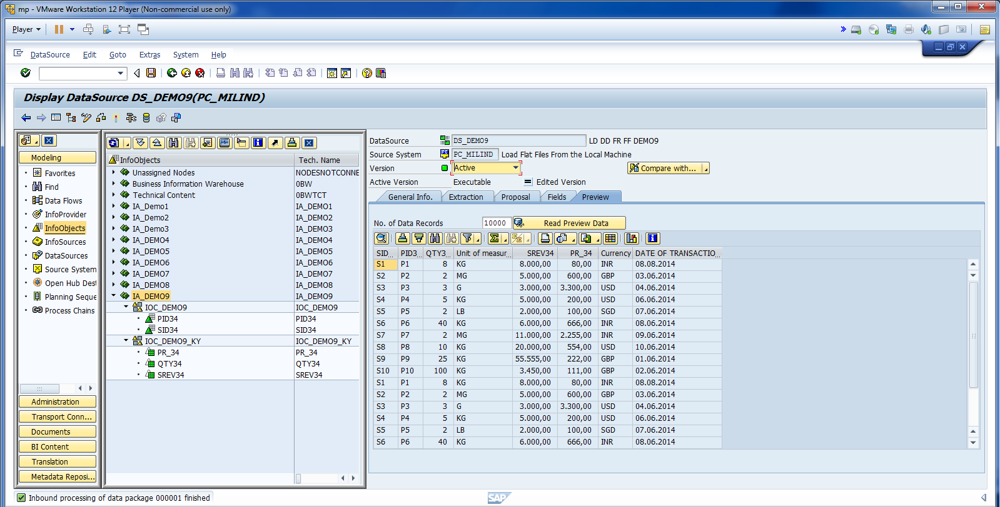 mp - VMware Workstation 12 Player (Non-commercial use only)
Player
DataSource Edit Goto Extras System Help
Display DataSource DS_DEMO9(PC_MILIND)
Modeling
Favorites
Find
Data Flows
InfoProvider
InfoObjects
InfoSources
DataSources
Source System
Open Hub Dest
Planning Seque
Process Chains
Administration
Transport Conn...
Documents
BI Content
Translation
Metadata Reposi...
InfoObjects Tech. Name
Unassigned Nodes NODESNOTCONNE
Business Information Warehouse 0BW
Technical Content 0BWTCT
IA_Demo1 IA_DEMO1
IA_Demo2 IA_DEMO2
IA_Demo3 IA_DEMO3
IA_DEMO4 IA_DEMO4
IA_DEMO5 IA_DEMO5
IA_DEMO6 IA_DEMO6
IA_DEMO7 IA_DEMO7
IA_DEMO8 IA_DEMO8
IA_DEMO9 IA_DEMO9
IOC_DEMO9 IOC_DEMO9
PID34 PID34
SID34 SID34
IOC_DEMO9_KY IOC_DEMO9_KY
PR_34 PR_34
QTY34 QTY34
SREV34 SREV34
DataSource DS_DEMO9 LD DD FR FF DEMO9
Source System PC_MILIND Load Flat Files From the Local Machine
Version Active Compare with...
Active Version Executable = Edited Version
General Info. Extraction Proposal Fields Preview
No. of Data Records 10000 Read Preview Data
SID... PID3... QTY3... Unit of measur... SREV34 PR_34 Currency DATE OF TRANSACTIO...
S1 P1 8 KG 8.000,00 80,00 INR 08.08.2014
S2 P2 2 MG 5.000,00 600,00 GBP 03.06.2014
S3 P3 3 G 3.000,00 3.300,00 USD 04.06.2014
S4 P4 5 KG 5.000,00 200,00 USD 06.06.2014
S5 P5 2 LB 2.000,00 100,00 SGD 07.06.2014
S6 P6 40 KG 6.000,00 666,00 INR 08.06.2014
S7 P7 2 MG 11.000,00 2.255,00 INR 09.06.2014
S8 P8 10 KG 20.000,00 554,00 USD 10.06.2014
S9 P9 25 KG 55.555,00 222,00 GBP 01.06.2014
S10 P10 100 KG 3.450,00 111,00 GBP 02.06.2014
S1 P1 8 KG 8.000,00 80,00 INR 08.08.2014
S2 P2 2 MG 5.000,00 600,00 GBP 03.06.2014
S3 P3 3 G 3.000,00 3.300,00 USD 04.06.2014
S4 P4 5 KG 5.000,00 200,00 USD 06.06.2014
S5 P5 2 LB 2.000,00 100,00 SGD 07.06.2014
S6 P6 40 KG 6.000,00 666,00 INR 08.06.2014
Inbound processing of data package 000001 finished
SAP